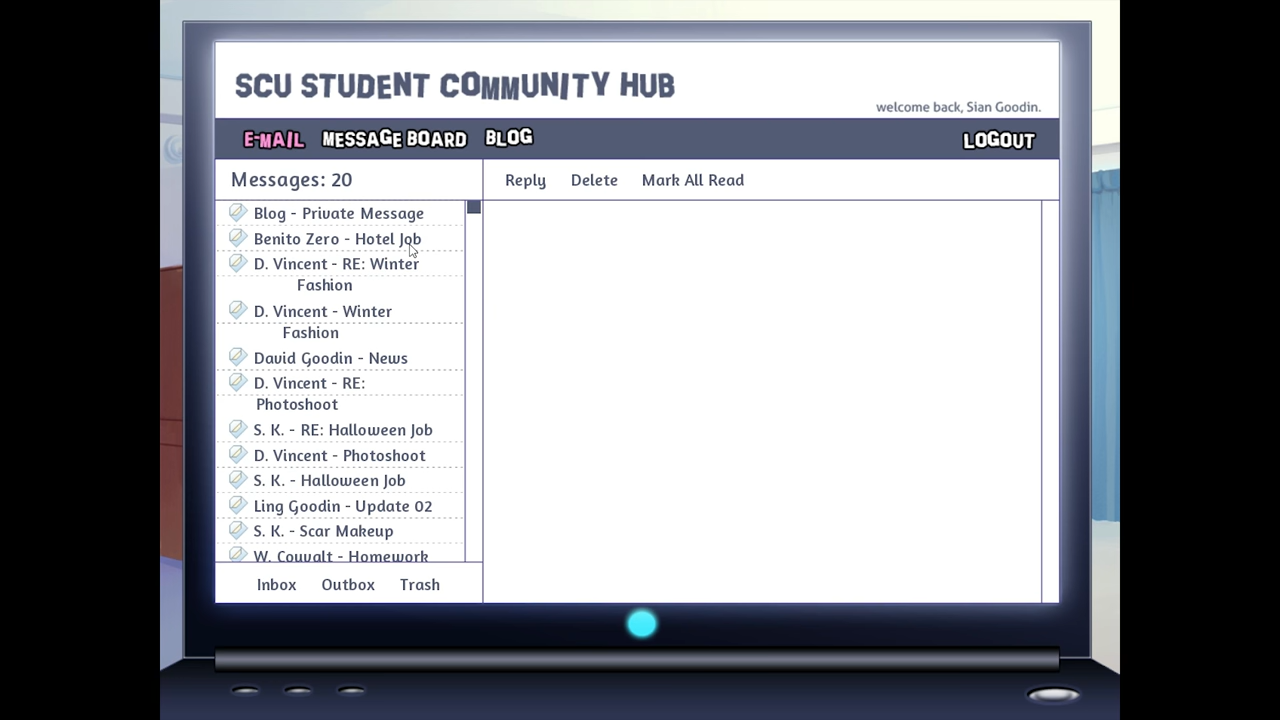 SCU STUDENT COMMUNITY HUB
welcome back, Sian Goodin.
E-MAIL MESSAGE BOARD BLOG LOGOUT
Messages: 20
Reply Delete Mark All Read
Blog - Private Message
Benito Zero - Hotel Job
D. Vincent - RE: Winter
Fashion
D. Vincent - Winter
Fashion
David Goodin - News
D. Vincent - RE:
Photoshoot
S. K. - RE: Halloween Job
D. Vincent - Photoshoot
S. K. - Halloween Job
Ling Goodin - Update 02
S. K. - Scar Makeup
W. Couvalt - Homework
Inbox Outbox Trash